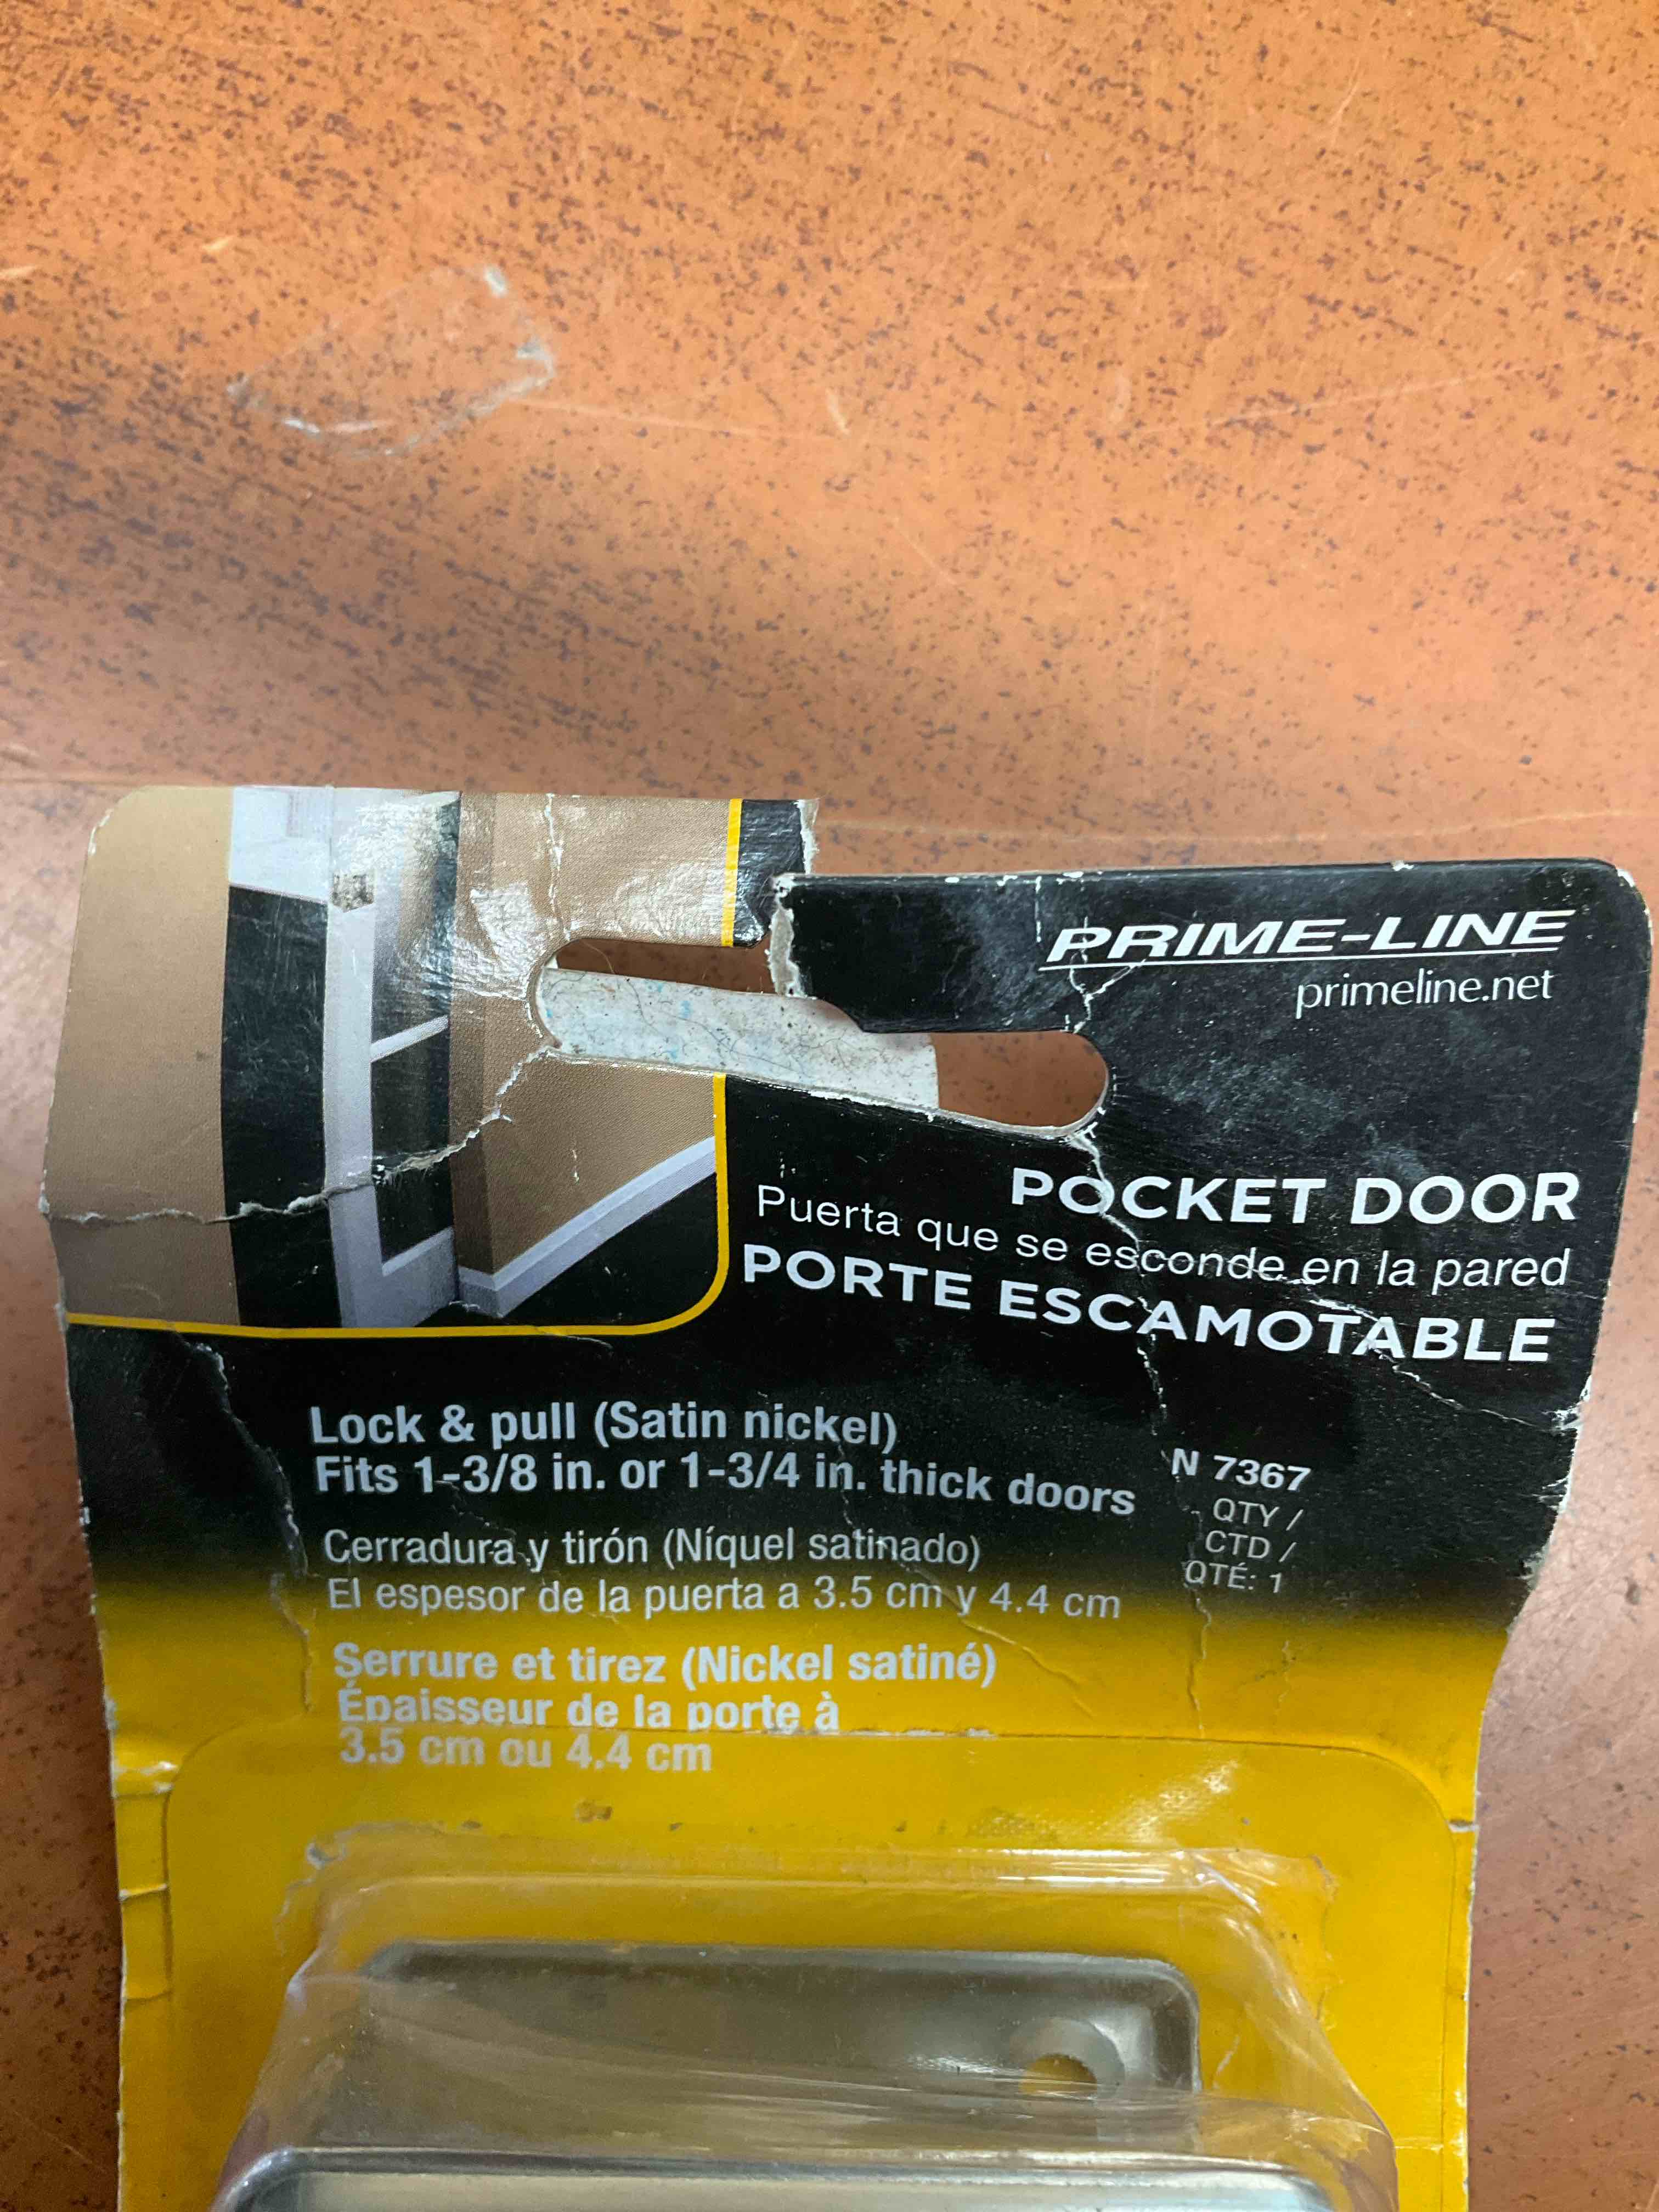 PRIME-LINE
primeline.net
POCKET DOOR
Puerta que se esconde en la pared
PORTE ESCAMOTABLE
Lock & pull (Satin nickel)
Fits 1-3/8 in. or 1-3/4 in. thick doors
Cerradura y tirón (Níquel satinado)
El espesor de la puerta a 3.5 cm y 4.4 cm
Serrure et tirez (Nickel satiné)
Épaisseur de la porte à
3.5 cm ou 4.4 cm
N 7367
QTY /
CTD /
QTÉ: 1